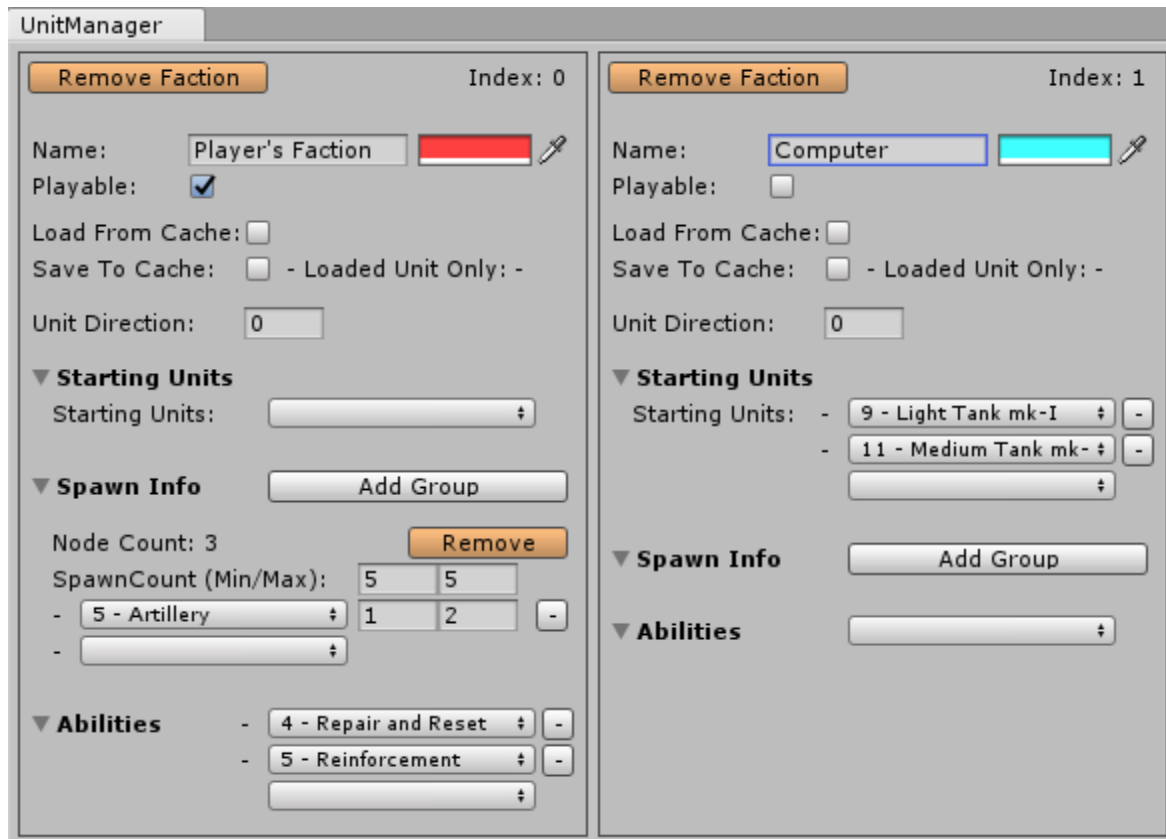 UnitManager
Remove Faction Index: 0
Name: Player's Faction
Playable:
Load From Cache:
Save To Cache: - Loaded Unit Only: -
Unit Direction: 0
Starting Units
Starting Units:
Spawn Info Add Group
Node Count: 3 Remove
SpawnCount (Min/Max): 5 5
- 5 - Artillery 1 2 -
-
Abilities - 4 - Repair and Reset -
- 5 - Reinforcement -
Remove Faction Index: 1
Name: Computer
Playable:
Load From Cache:
Save To Cache: - Loaded Unit Only: -
Unit Direction: 0
Starting Units
Starting Units: - 9 - Light Tank mk-I -
- 11 - Medium Tank mk- -
Spawn Info Add Group
Abilities